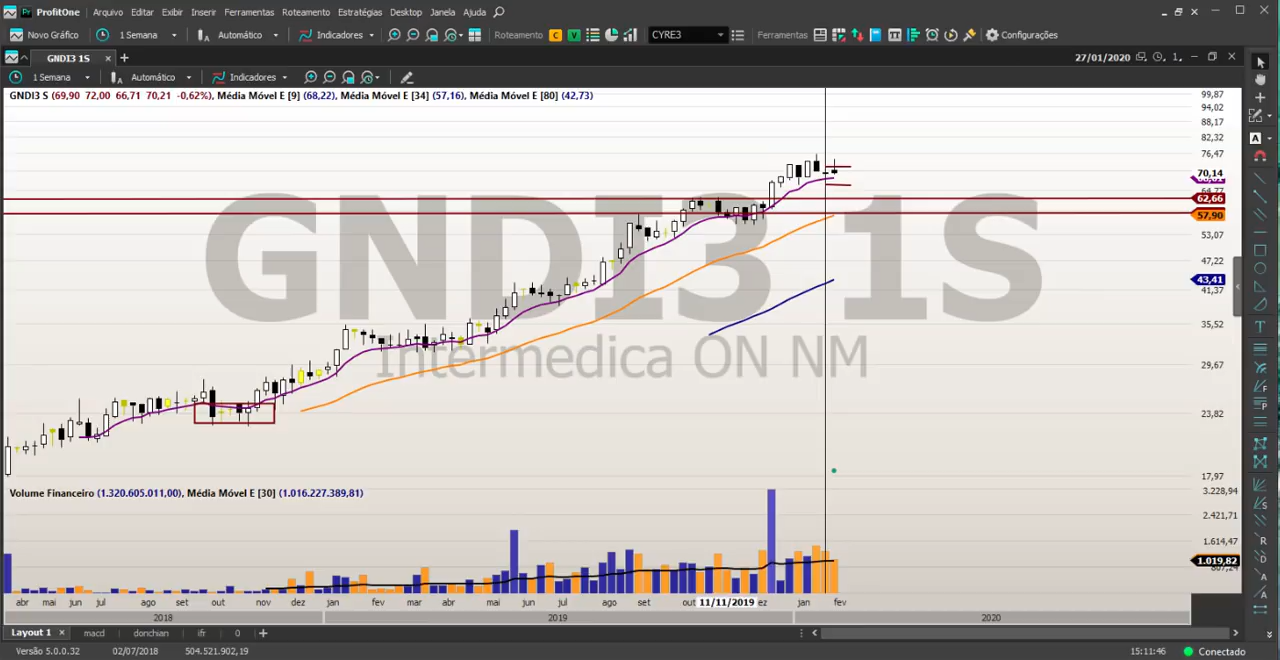 ProfitOne Arquivo Editar Exibir Inserir Ferramentas Roteamento Estratégias Desktop Janela Ajuda
Novo Gráfico 1 Semana Automático Indicadores Roteamento C V CYRE3 Ferramentas Configurações
GNDI3 1S × + 27/01/2020
1 Semana Automático Indicadores
GNDI3 S (69,90 72,00 66,71 70,21 -0,62%), Média Móvel E [9] (68,22), Média Móvel E [34] (57,16), Média Móvel E [80] (42,73)
99,87
94,02
88,17
82,32
76,47
70,14
62,66
57,90
53,07
47,22
43,41
41,37
35,52
29,67
23,82
17,97
GNDI3 1S
Intermedica ON NM
Volume Financeiro (1.320.605.011,00), Média Móvel E [30] (1.016.227.389,81)
3.228,94
2.421,71
1.614,47
1.019,82
abr mai jun jul ago set out nov dez jan fev mar abr mai jun jul ago set out 11/11/2019 ez jan fev
2018 2019 2020
Layout 1 × macd donchian ifr 0 +
Versão 5.0.0.32 02/07/2018 504.521.902,19 15:11:46 Conectado